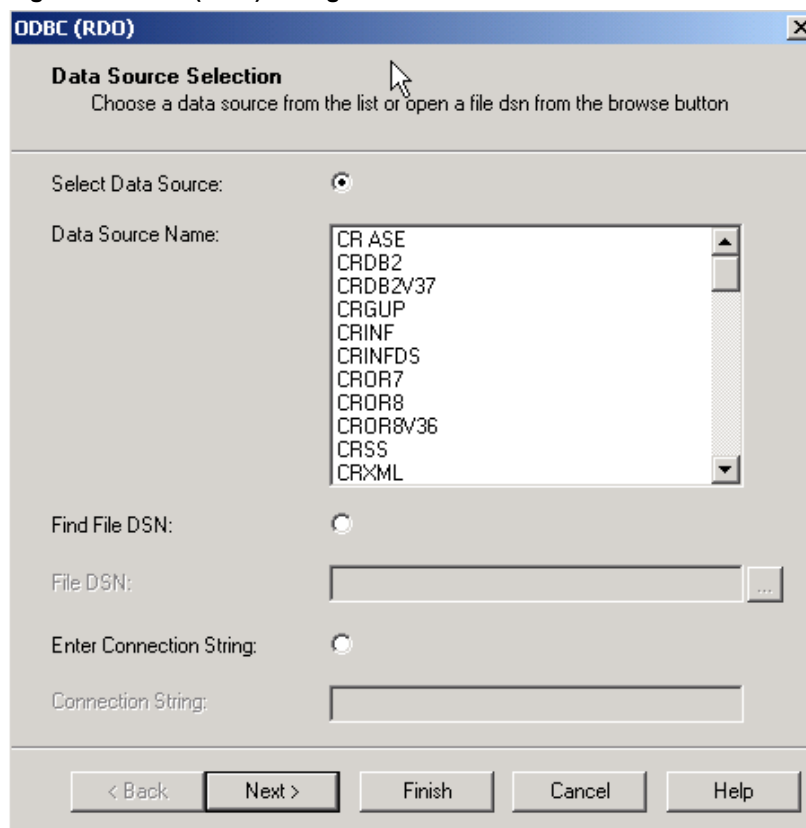 ODBC (RDO)
Data Source Selection
Choose a data source from the list or open a file dsn from the browse button
Select Data Source:
Data Source Name:
CR ASE
CRDB2
CRDB2V37
CRGUP
CRINF
CRINFDS
CROR7
CROR8
CROR8V36
CRSS
CRXML
Find File DSN:
File DSN:
...
Enter Connection String:
Connection String:
< Back
Next >
Finish
Cancel
Help